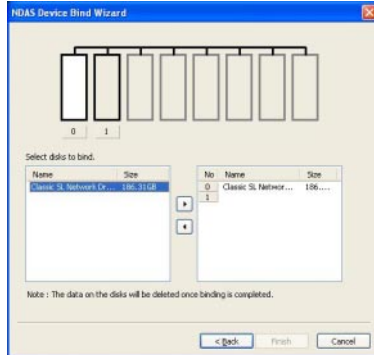 NDAS Device Bind Wizard
0 1
Select disks to bind.
Name Size
Classic SL Network Dr... 186.31GB
No Name Size
0 Classic SL Networ... 186....
1
Note : The data on the disks will be deleted once binding is completed.
< Back Finish Cancel